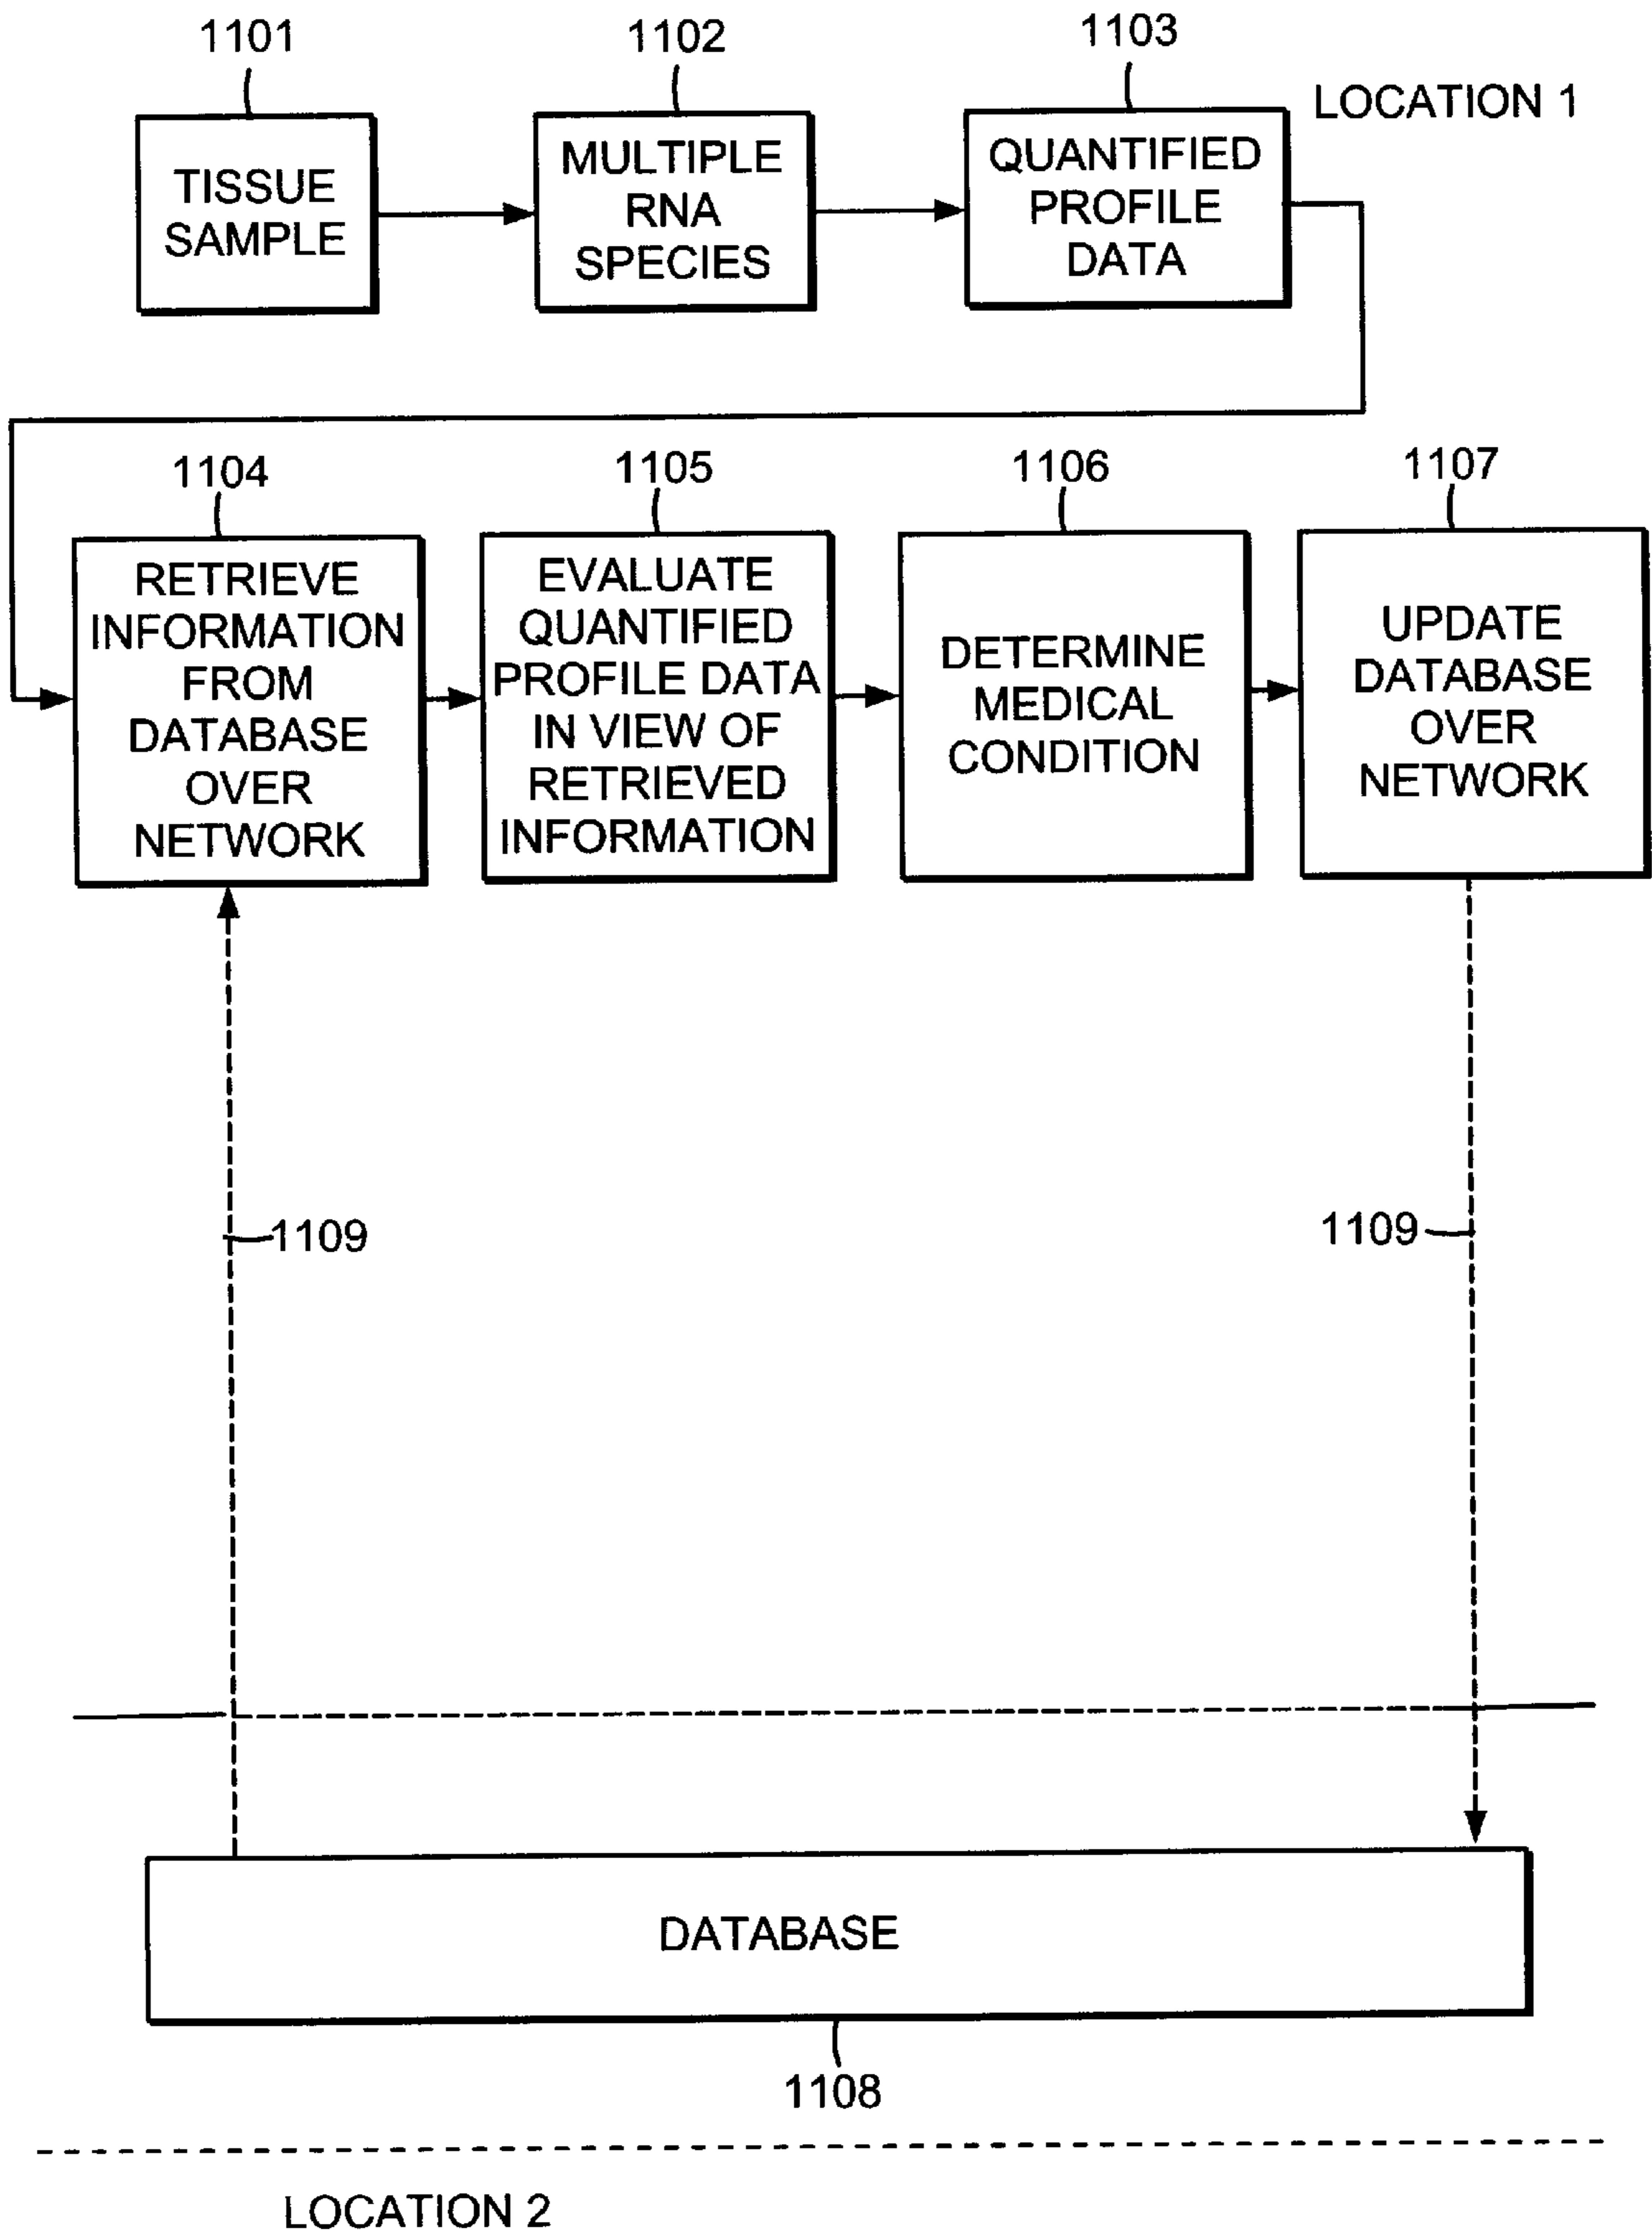 1101
1102
1103
LOCATION 1
TISSUE
SAMPLE
MULTIPLE
RNA
SPECIES
QUANTIFIED
PROFILE
DATA
1104
1105
1106
1107
RETRIEVE
INFORMATION
FROM
DATABASE
OVER
NETWORK
EVALUATE
QUANTIFIED
PROFILE DATA
IN VIEW OF
RETRIEVED
INFORMATION
DETERMINE
MEDICAL
CONDITION
UPDATE
DATABASE
OVER
NETWORK
1109
1109
DATABASE
1108
LOCATION 2